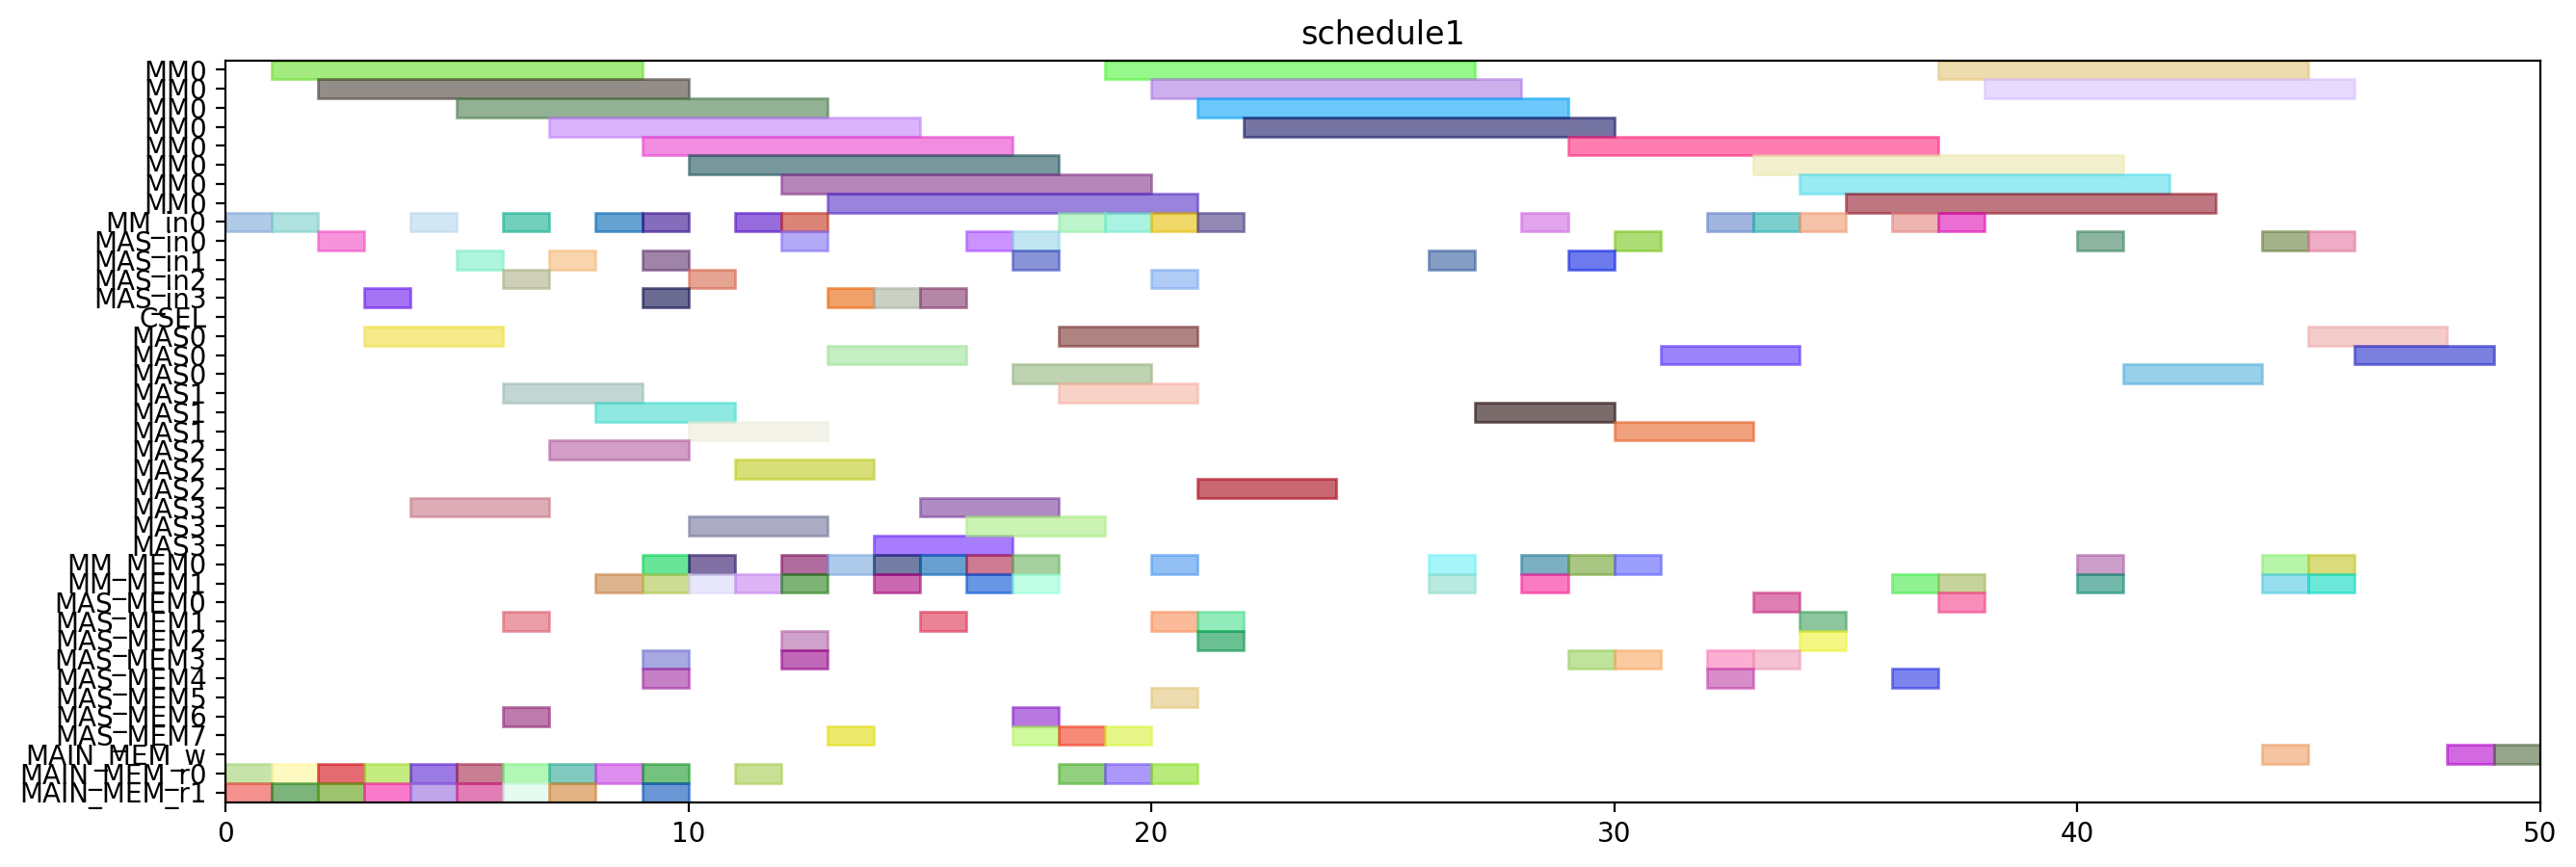 schedule1
MM0
MM0
MM0
MM0
MM0
MM0
MM0
MM0
MM_in0
MAS_in0
MAS_in1
MAS_in2
MAS_in3
CSEL
MAS0
MAS0
MAS0
MAS1
MAS1
MAS1
MAS2
MAS2
MAS2
MAS3
MAS3
MAS3
MM_MEM0
MM_MEM1
MAS_MEM0
MAS_MEM1
MAS_MEM2
MAS_MEM3
MAS_MEM4
MAS_MEM5
MAS_MEM6
MAS_MEM7
MAIN_MEM_w
MAIN_MEM_r0
MAIN_MEM_r1
0 10 20 30 40 50